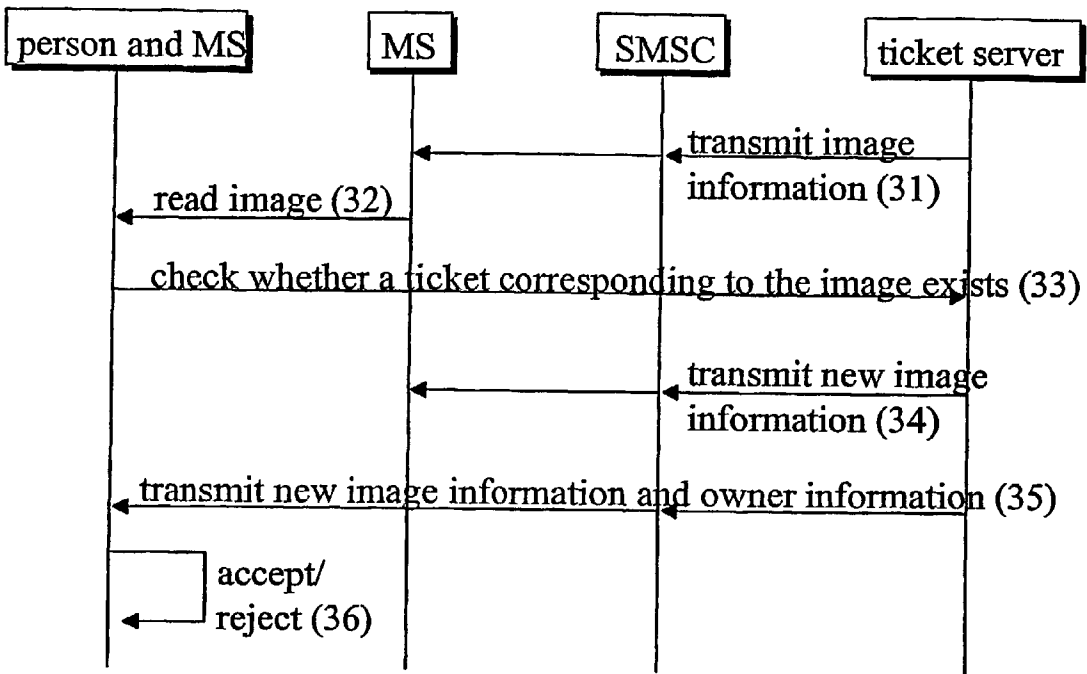 person and MS
MS
SMSC
ticket server
transmit image
information (31)
read image (32)
check whether a ticket corresponding to the image exists (33)
transmit new image
information (34)
transmit new image information and owner information (35)
accept/
reject (36)